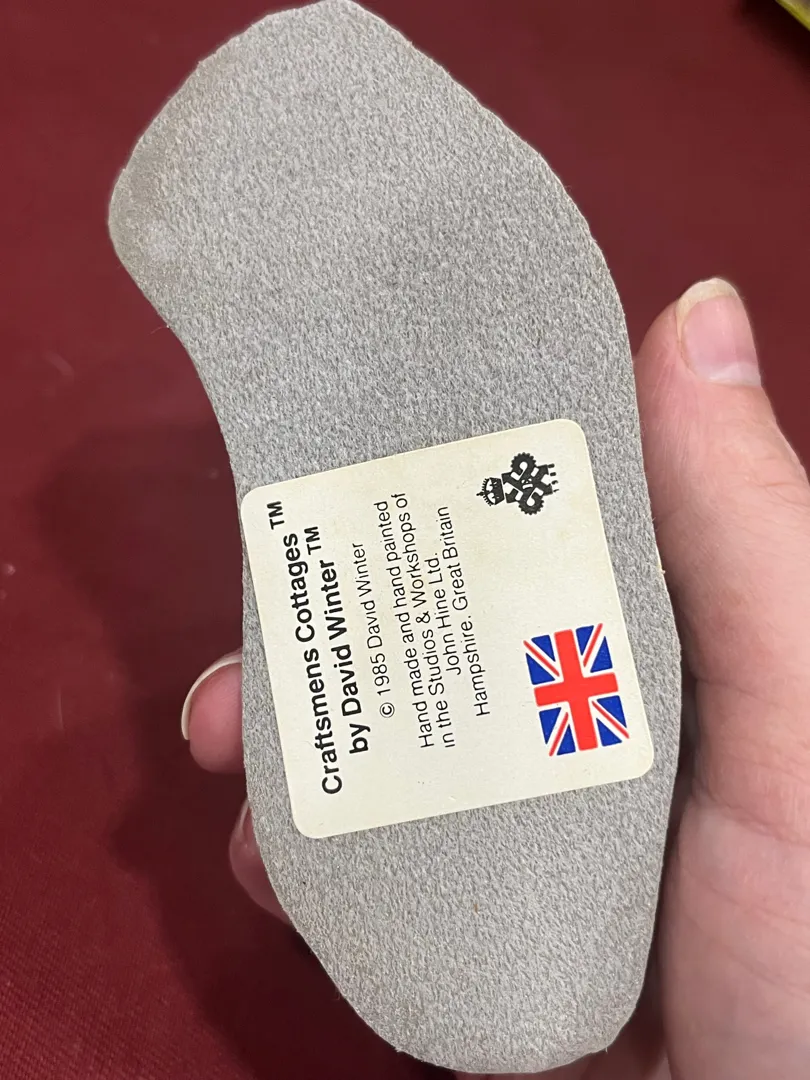 Craftsmens Cottages ™
by David Winter ™
© 1985 David Winter
Hand made and hand painted
in the Studios & Workshops of
John Hine Ltd.
Hampshire. Great Britain